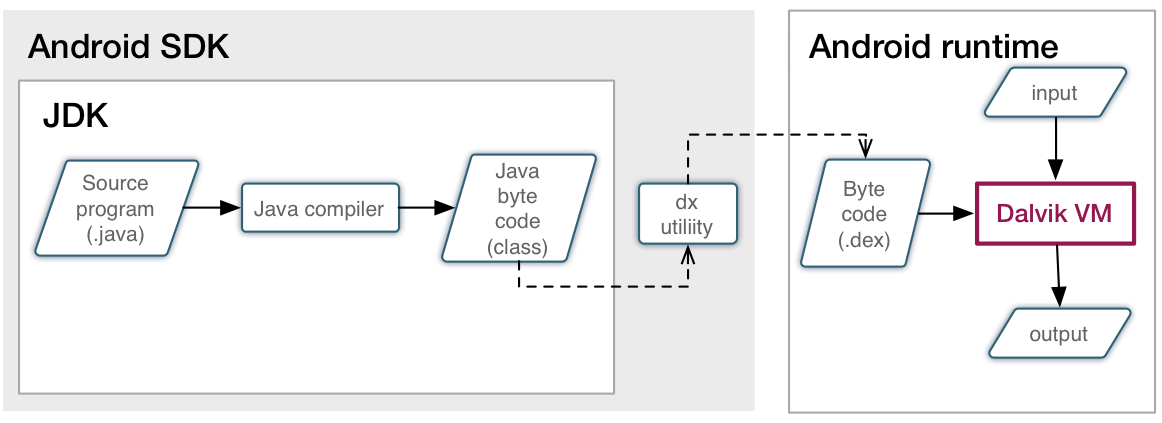 Android SDK
JDK
Source
program
(.java)
Java compiler
Java
byte
code
(class)
dx
utiliity
Android runtime
input
Byte
code
(.dex)
Dalvik VM
output